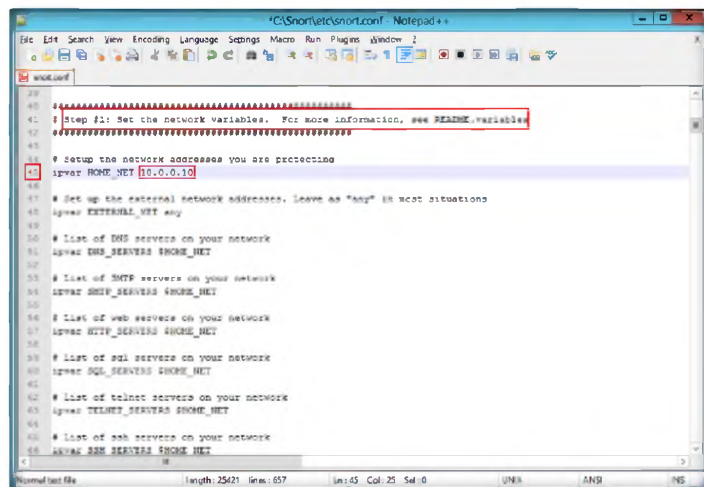 *C:\Snort\etc\snort.conf - Notepad++
File Edit Search View Encoding Language Settings Macro Run Plugins Window ?
X
snort.conf
39
40 ##################################################
41 # Step #1: Set the network variables. For more information, see README.variables
42 ##################################################
43
44 # Setup the network addresses you are protecting
45 ipvar HOME_NET 10.0.0.10
46
47 # Set up the external network addresses. Leave as "any" in most situations
48 ipvar EXTERNAL_NET any
49
50 # List of DNS servers on your network
51 ipvar DNS_SERVERS $HOME_NET
52
53 # List of SMTP servers on your network
54 ipvar SMTP_SERVERS $HOME_NET
55
56 # List of web servers on your network
57 ipvar HTTP_SERVERS $HOME_NET
58
59 # List of sql servers on your network
60 ipvar SQL_SERVERS $HOME_NET
61
62 # List of telnet servers on your network
63 ipvar TELNET_SERVERS $HOME_NET
64
65 # List of ssh servers on your network
66 ipvar SSH_SERVERS $HOME_NET
Normal text file length : 25421 lines : 657 Ln : 45 Col : 25 Sel : 0 UNIX ANSI INS